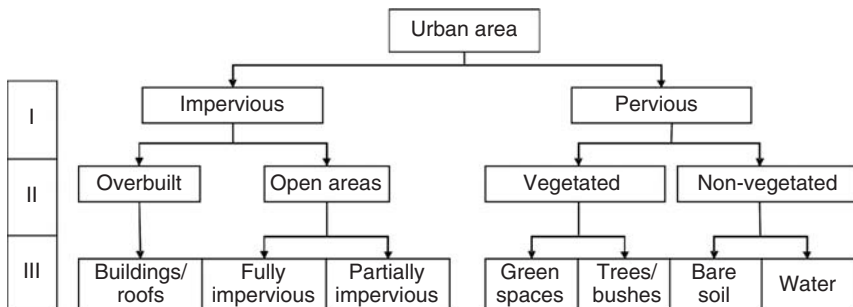 Urban area
I
Impervious
Pervious
II
Overbuilt
Open areas
Vegetated
Non-vegetated
III
Buildings/
roofs
Fully
impervious
Partially
impervious
Green
spaces
Trees/
bushes
Bare
soil
Water